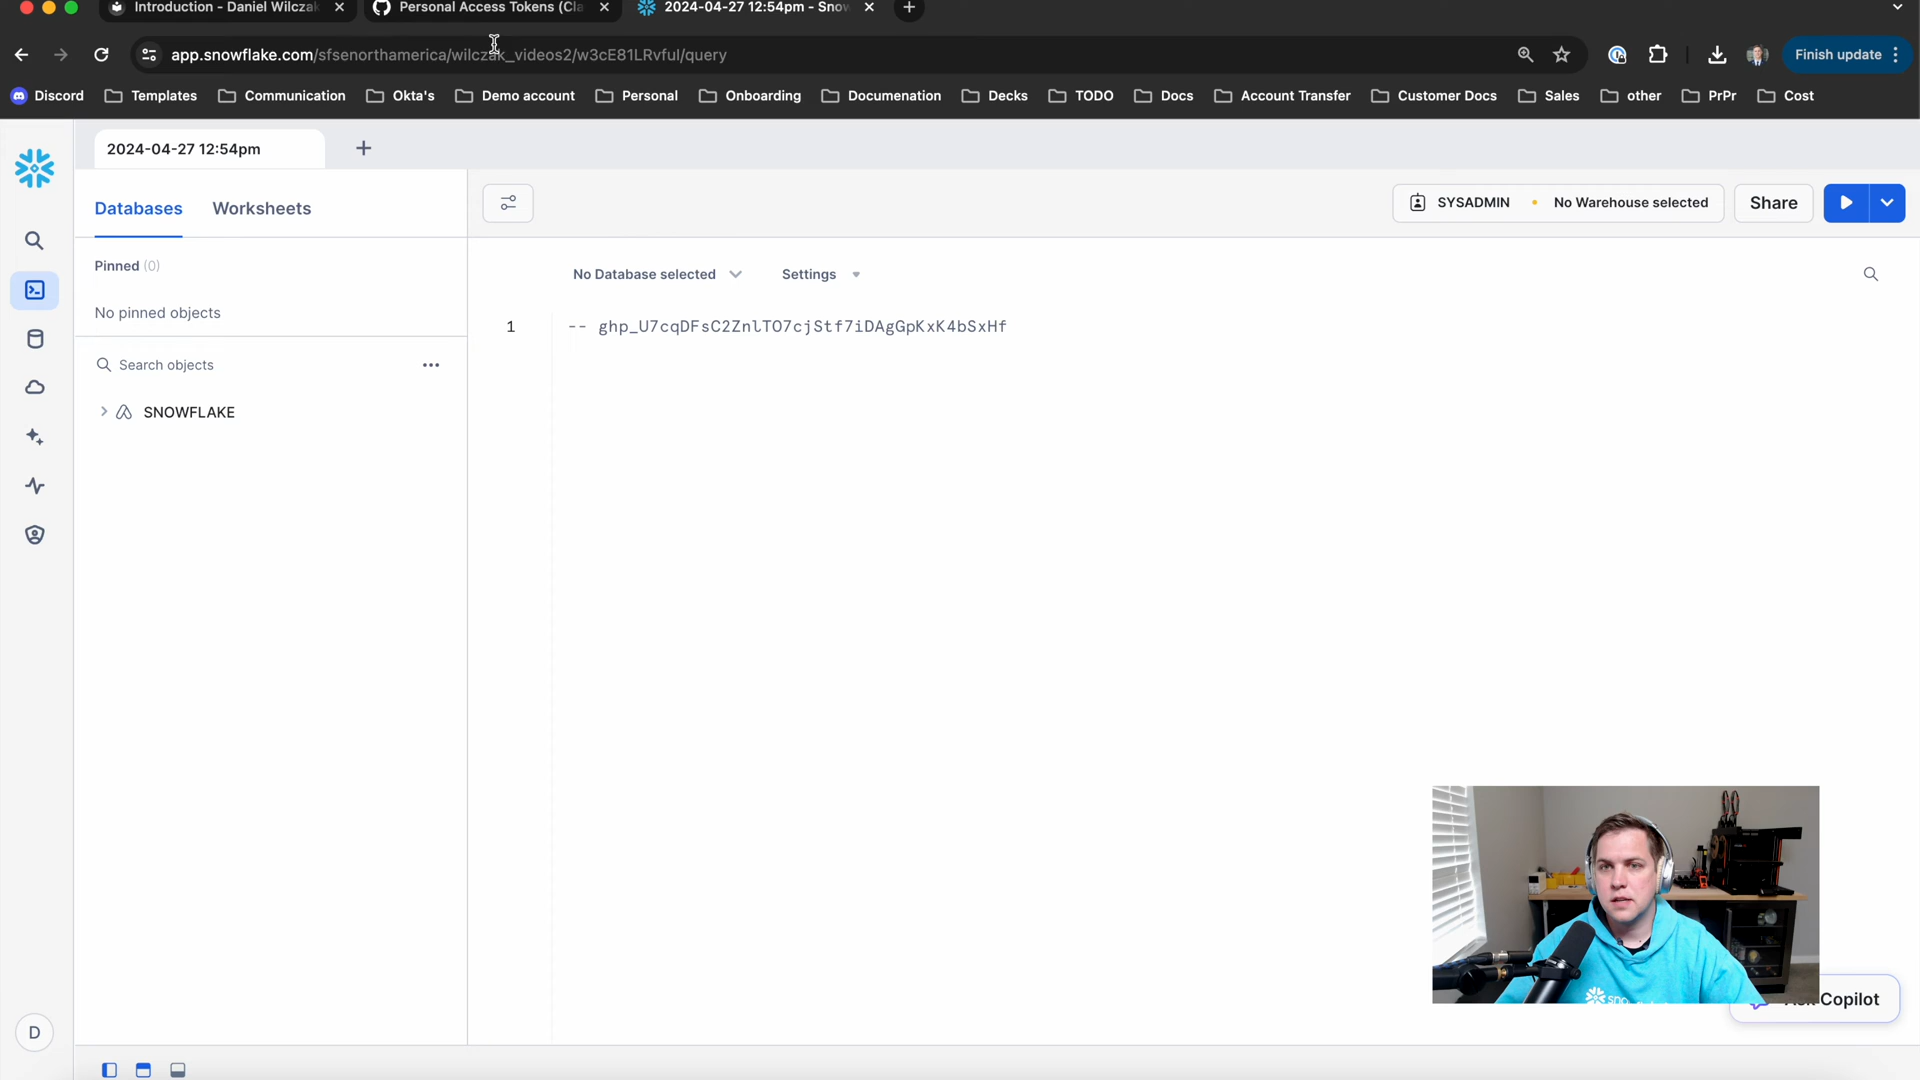 Introduction - Daniel Wilczak
Personal Access Tokens (Cla
2024-04-27 12:54pm - Snow
app.snowflake.com/sfsenorthamerica/wilczak_videos2/w3cE81LRvful/query
Finish update
Discord
Templates
Communication
Okta's
Demo account
Personal
Onboarding
Documenation
Decks
TODO
Docs
Account Transfer
Customer Docs
Sales
other
PrPr
Cost
2024-04-27 12:54pm
Databases
Worksheets
SYSADMIN
No Warehouse selected
Share
Pinned (0)
No pinned objects
No Database selected
Settings
1 -- 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
Search objects
SNOWFLAKE
Copilot
D